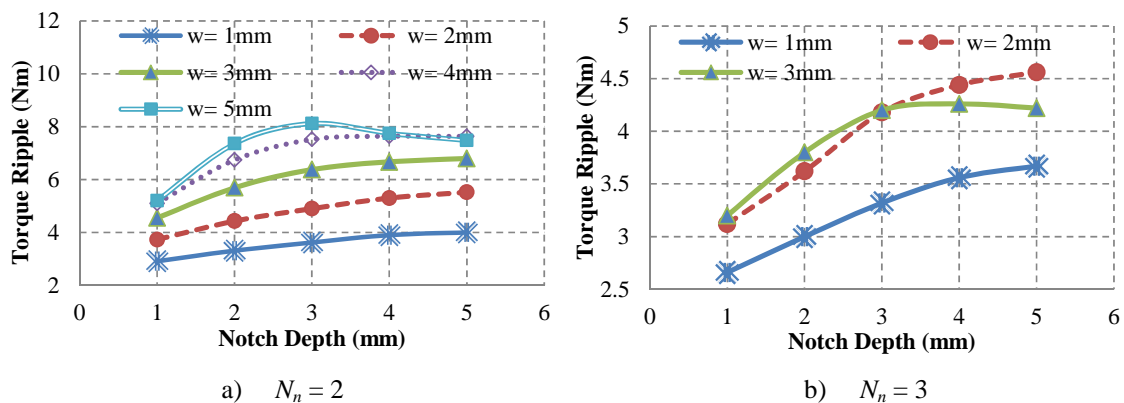 12
10
8
6
4
2
Torque Ripple (Nm)
w= 1mm
w= 2mm
w= 3mm
w= 4mm
w= 5mm
0 1 2 3 4 5 6
Notch Depth (mm)
a) Nn = 2
5
4.5
4
3.5
3
2.5
Torque Ripple (Nm)
w= 1mm
w= 2mm
w= 3mm
0 1 2 3 4 5 6
Notch Depth (mm)
b) Nn = 3